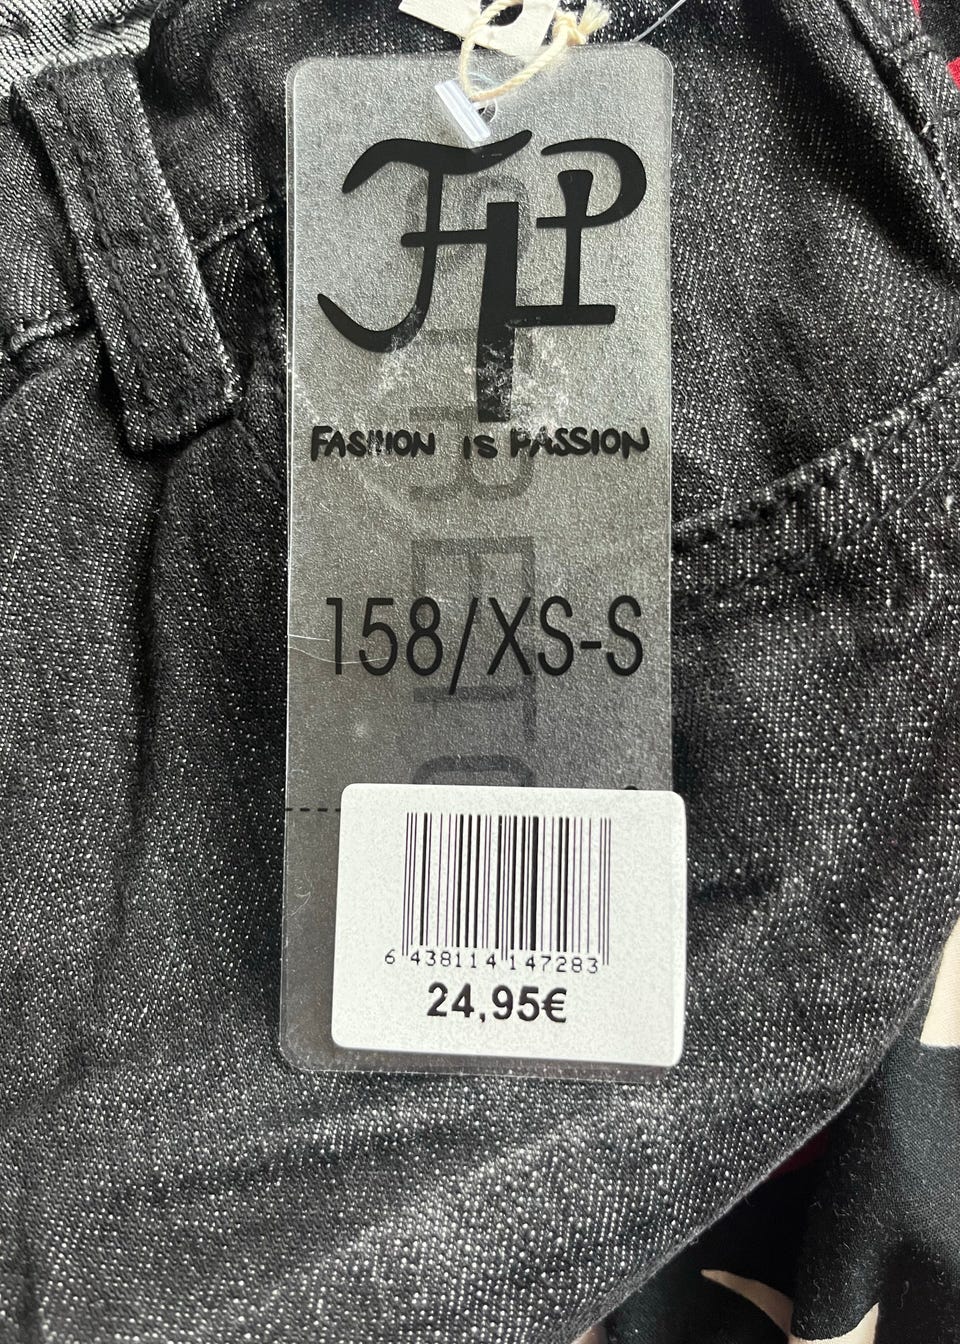 FIP
FASHION IS PASSION
158/XS-S
6 438114 147283
24,95€